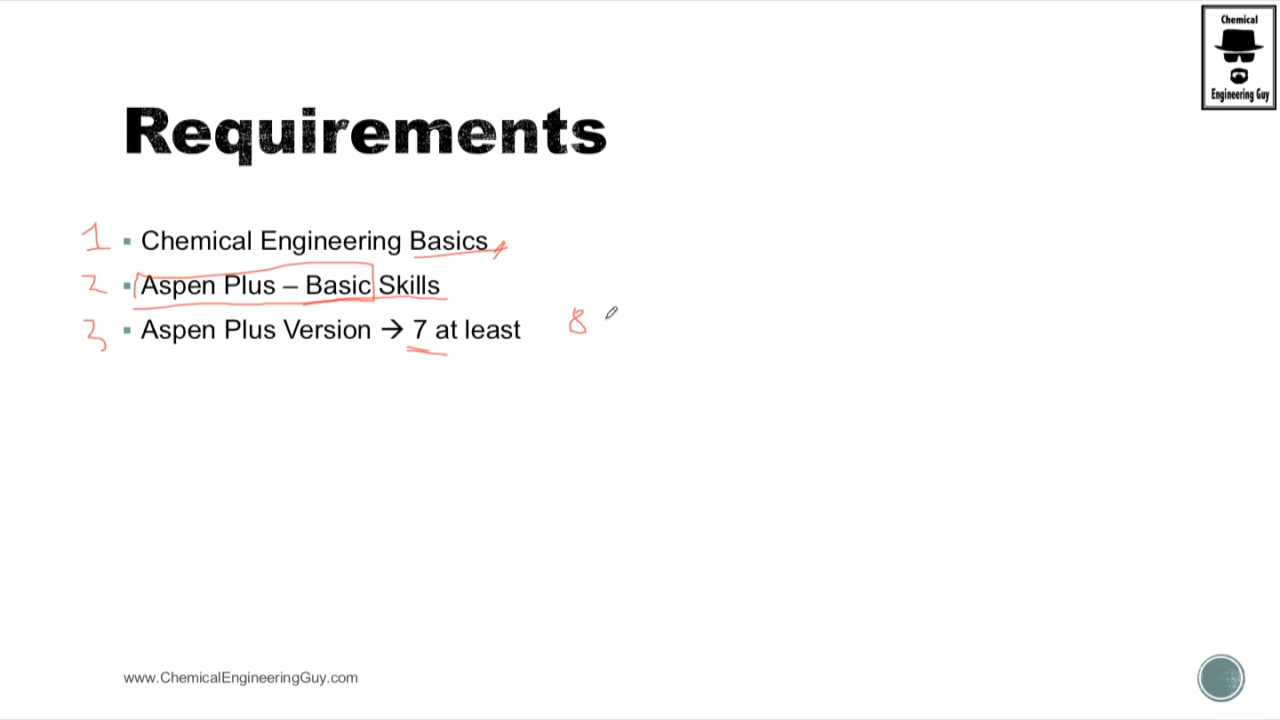 Chemical
Engineering Guy
Requirements
1 ▪ Chemical Engineering Basics
2 ▪ Aspen Plus – Basic Skills
3 ▪ Aspen Plus Version → 7 at least 8
www.ChemicalEngineeringGuy.com